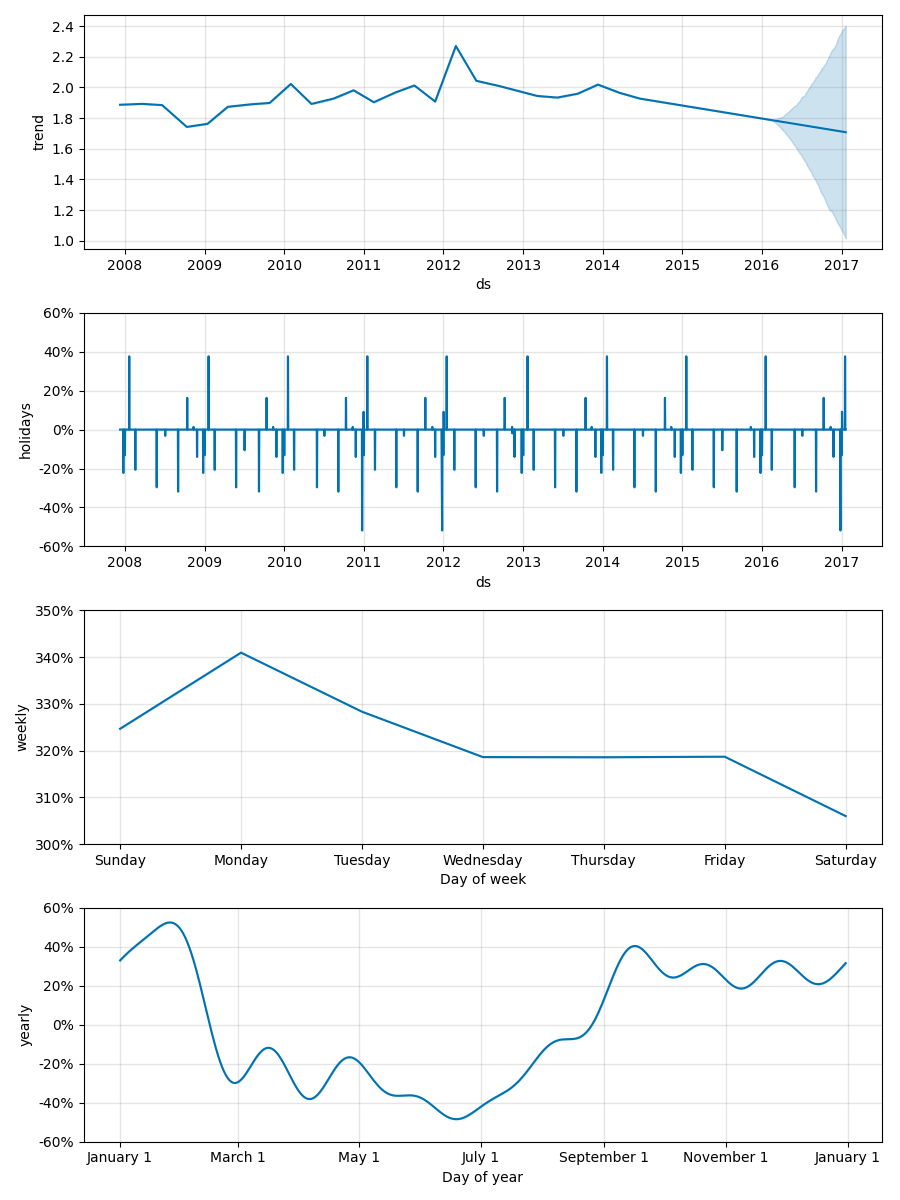 2.4
2.2
2.0
1.8
1.6
1.4
1.2
1.0
trend
2008 2009 2010 2011 2012 2013 2014 2015 2016 2017
ds
60%
40%
20%
0%
-20%
-40%
-60%
holidays
2008 2009 2010 2011 2012 2013 2014 2015 2016 2017
ds
350%
340%
330%
320%
310%
300%
weekly
Sunday Monday Tuesday Wednesday Thursday Friday Saturday
Day of week
60%
40%
20%
0%
-20%
-40%
-60%
yearly
January 1 March 1 May 1 July 1 September 1 November 1 January 1
Day of year